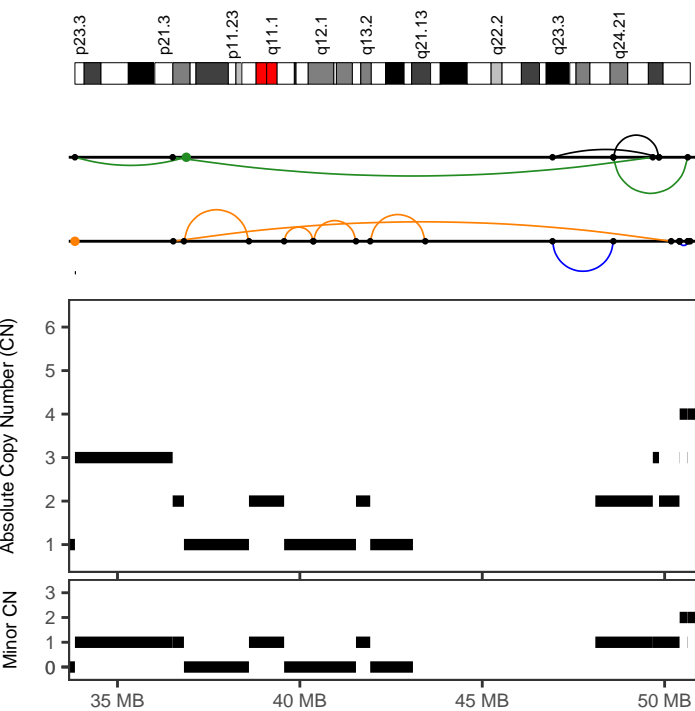 p23.3 p21.3 p11.23 q11.1 q12.1 q13.2 q21.13 q22.2 q23.3 q24.21
Absolute Copy Number (CN)
6
5
4
3
2
1
Minor CN
3
2
1
0
35 MB 40 MB 45 MB 50 MB